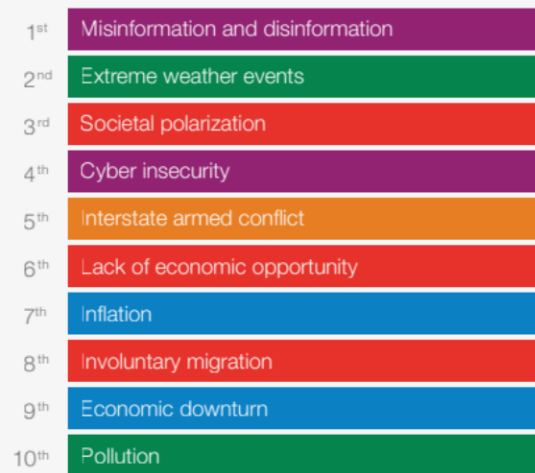 1st Misinformation and disinformation
2nd Extreme weather events
3rd Societal polarization
4th Cyber insecurity
5th Interstate armed conflict
6th Lack of economic opportunity
7th Inflation
8th Involuntary migration
9th Economic downturn
10th Pollution